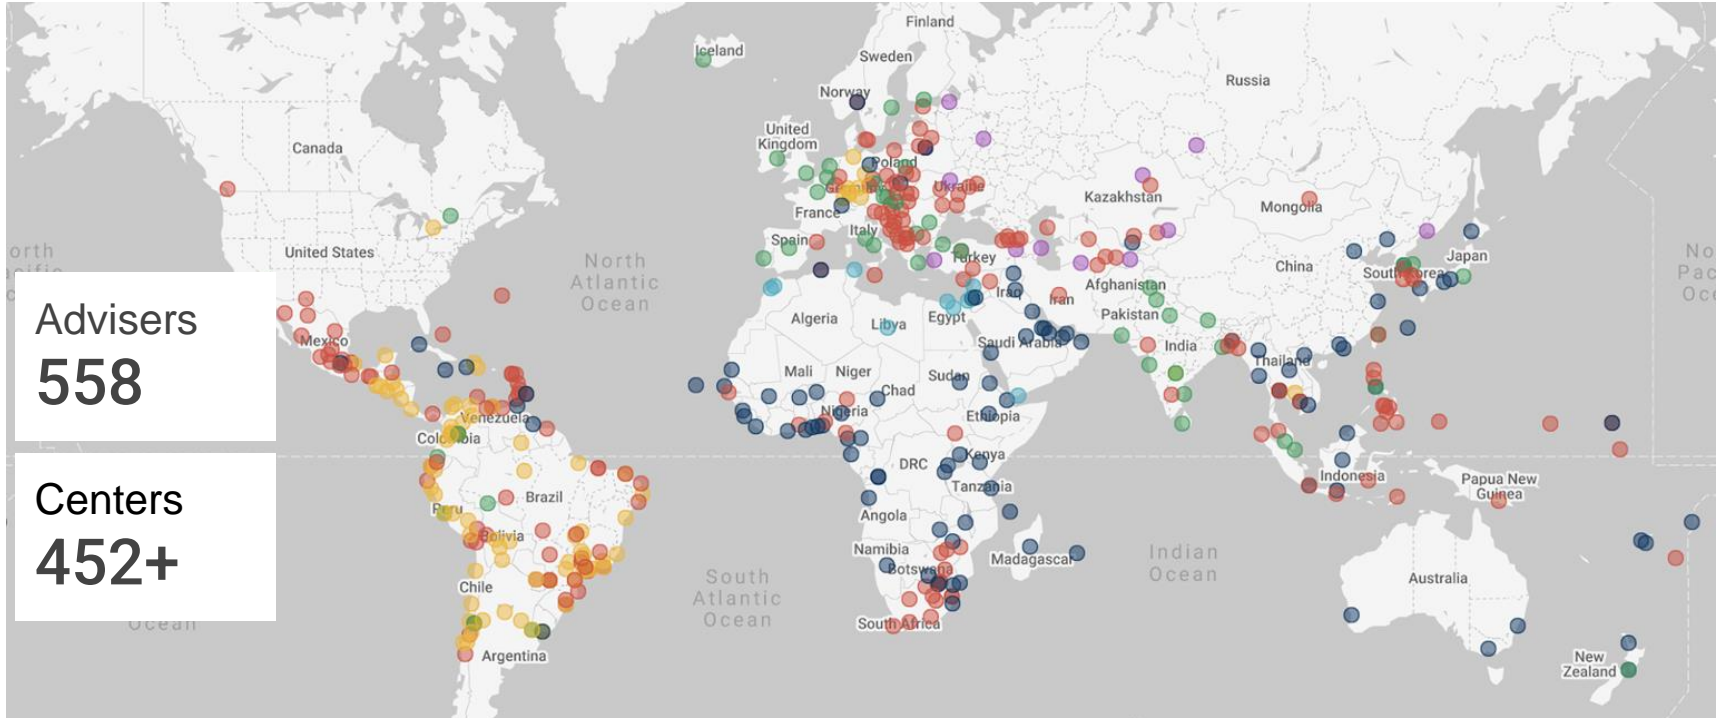 Finland
Iceland
Sweden
Russia
Norway
United
Kingdom
Canada
Poland
Ukraine
Kazakhstan
Mongolia
France
Italy
Spain
United States
North
Atlantic
Ocean
Turkey
China
South Korea
Japan
Afghanistan
Iraq
Iran
Pakistan
Algeria
Libya
Egypt
Saudi Arabia
India
Thailand
Mexico
Mali
Niger
Chad
Sudan
Nigeria
Ethiopia
Venezuela
Colombia
DRC
Kenya
Tanzania
Indonesia
Papua New
Guinea
Brazil
Peru
Angola
Bolivia
Namibia
Botswana
Madagascar
Indian
Ocean
Chile
South
Atlantic
Ocean
Australia
South Africa
Argentina
New
Zealand
Advisers
558
Centers
452+
Ocean